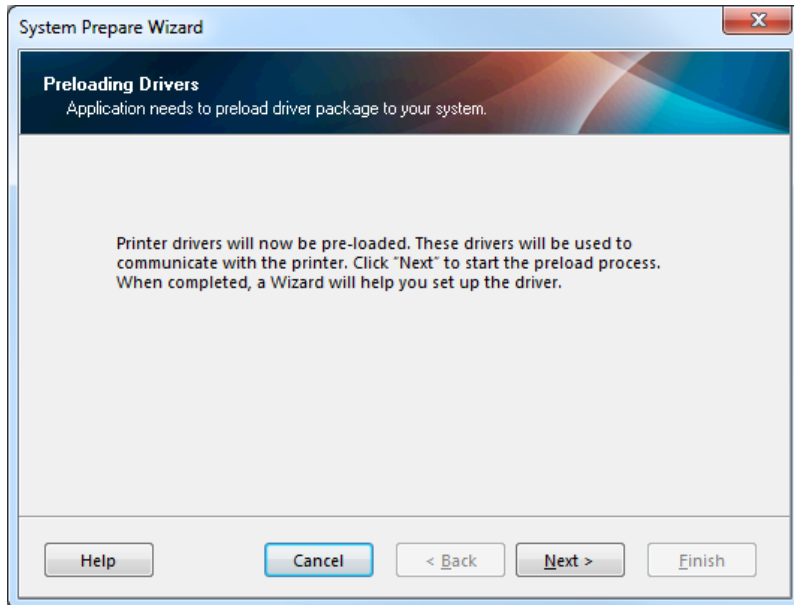 System Prepare Wizard
Preloading Drivers
Application needs to preload driver package to your system.
Printer drivers will now be pre-loaded. These drivers will be used to
communicate with the printer. Click "Next" to start the preload process.
When completed, a Wizard will help you set up the driver.
Help Cancel < Back Next > Finish